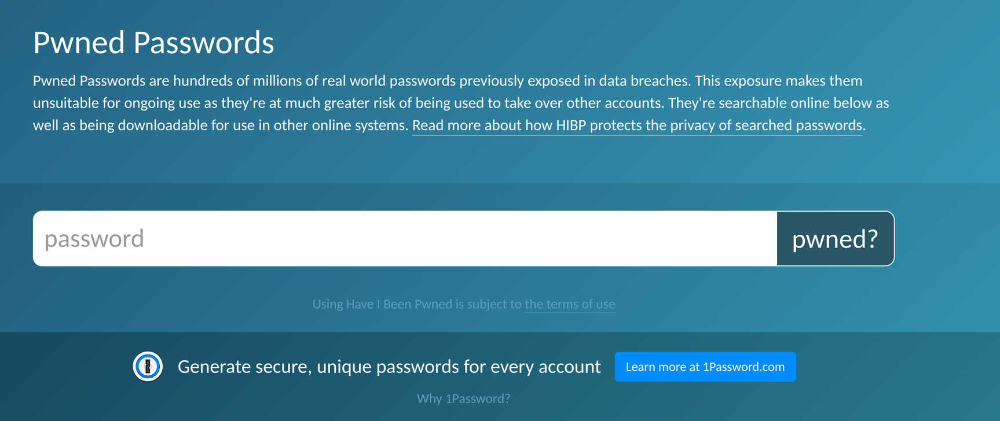 Pwned Passwords
Pwned Passwords are hundreds of millions of real world passwords previously exposed in data breaches. This exposure makes them
unsuitable for ongoing use as they're at much greater risk of being used to take over other accounts. They're searchable online below as
well as being downloadable for use in other online systems. Read more about how HIBP protects the privacy of searched passwords.
password
pwned?
Using Have I Been Pwned is subject to the terms of use
Generate secure, unique passwords for every account
Learn more at 1Password.com
Why 1Password?